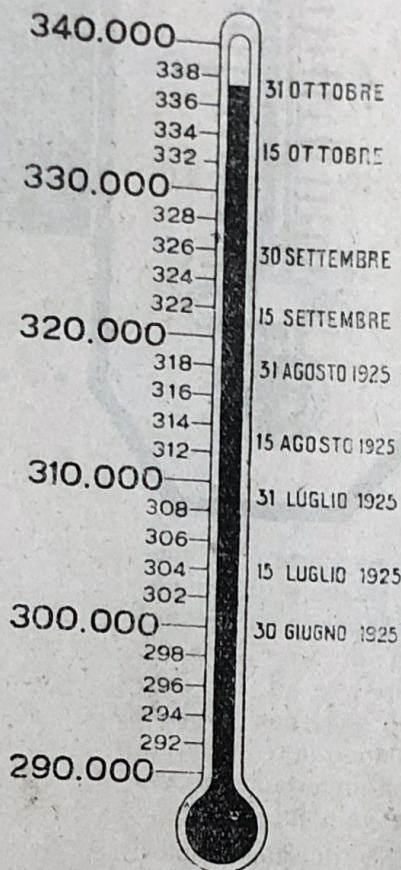 340.000
338
31 OTTOBRE
336
334
332
15 OTTOBRE
330.000
328
326
30 SETTEMBRE
324
322
15 SETTEMBRE
320.000
318
31 AGOSTO 1925
316
314
312
15 AGOSTO 1925
310.000
308
31 LUGLIO 1925
306
304
15 LUGLIO 1925
302
300.000
30 GIUGNO 1925
298
296
294
292
290.000